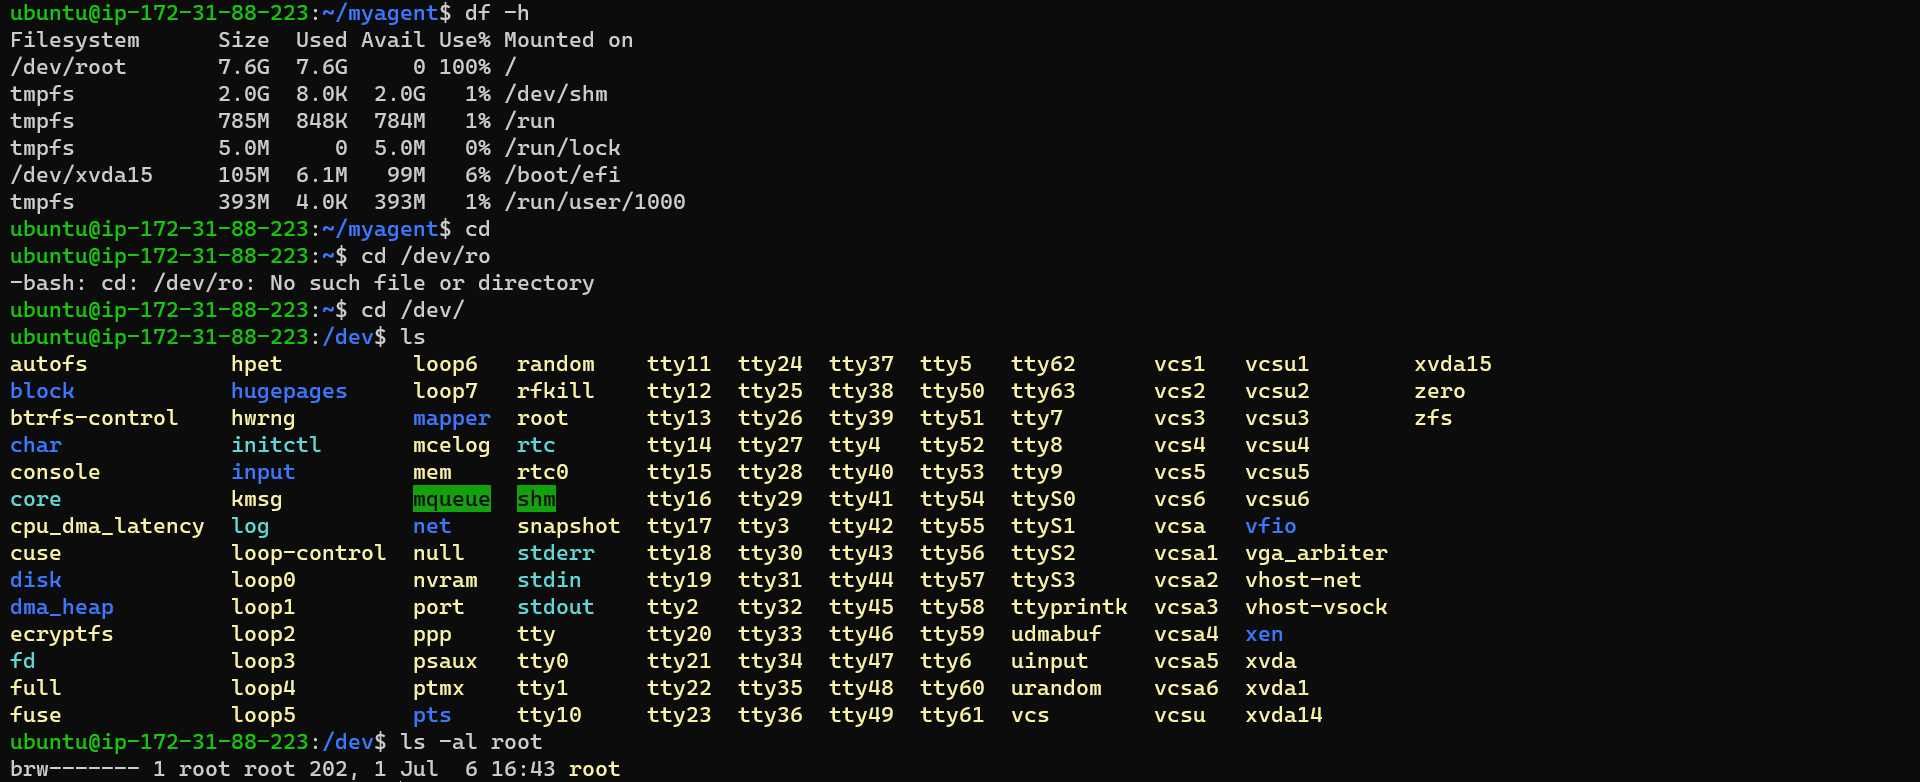 ubuntu@ip-172-31-88-223:~/myagent$ df -h
Filesystem      Size  Used Avail Use% Mounted on
/dev/root       7.6G  7.6G     0 100% /
tmpfs           2.0G  8.0K  2.0G   1% /dev/shm
tmpfs           785M  848K  784M   1% /run
tmpfs           5.0M     0  5.0M   0% /run/lock
/dev/xvda15     105M  6.1M   99M   6% /boot/efi
tmpfs           393M  4.0K  393M   1% /run/user/1000
ubuntu@ip-172-31-88-223:~/myagent$ cd
ubuntu@ip-172-31-88-223:~$ cd /dev/ro
-bash: cd: /dev/ro: No such file or directory
ubuntu@ip-172-31-88-223:~$ cd /dev/
ubuntu@ip-172-31-88-223:/dev$ ls
autofs           hpet          loop6    random    tty11  tty24  tty37  tty5   tty62      vcs1   vcsu1        xvda15
block            hugepages     loop7    rfkill    tty12  tty25  tty38  tty50  tty63      vcs2   vcsu2        zero
btrfs-control    hwrng         mapper   root      tty13  tty26  tty39  tty51  tty7       vcs3   vcsu3        zfs
char             initctl       mcelog   rtc       tty14  tty27  tty4   tty52  tty8       vcs4   vcsu4
console          input         mem      rtc0      tty15  tty28  tty40  tty53  tty9       vcs5   vcsu5
core             kmsg          mqueue   shm       tty16  tty29  tty41  tty54  ttyS0      vcs6   vcsu6
cpu_dma_latency  log           net      snapshot  tty17  tty3   tty42  tty55  ttyS1      vcsa   vfio
cuse             loop-control  null     stderr    tty18  tty30  tty43  tty56  ttyS2      vcsa1  vga_arbiter
disk             loop0         nvram    stdin     tty19  tty31  tty44  tty57  ttyS3      vcsa2  vhost-net
dma_heap         loop1         port     stdout    tty2   tty32  tty45  tty58  ttyprintk  vcsa3  vhost-vsock
ecryptfs         loop2         ppp      tty       tty20  tty33  tty46  tty59  udmabuf    vcsa4  xen
fd               loop3         psaux    tty0      tty21  tty34  tty47  tty6   uinput     vcsa5  xvda
full             loop4         ptmx     tty1      tty22  tty35  tty48  tty60  urandom    vcsa6  xvda1
fuse             loop5         pts      tty10     tty23  tty36  tty49  tty61  vcs        vcsu   xvda14
ubuntu@ip-172-31-88-223:/dev$ ls -al root
brw------- 1 root root 202, 1 Jul  6 16:43 root